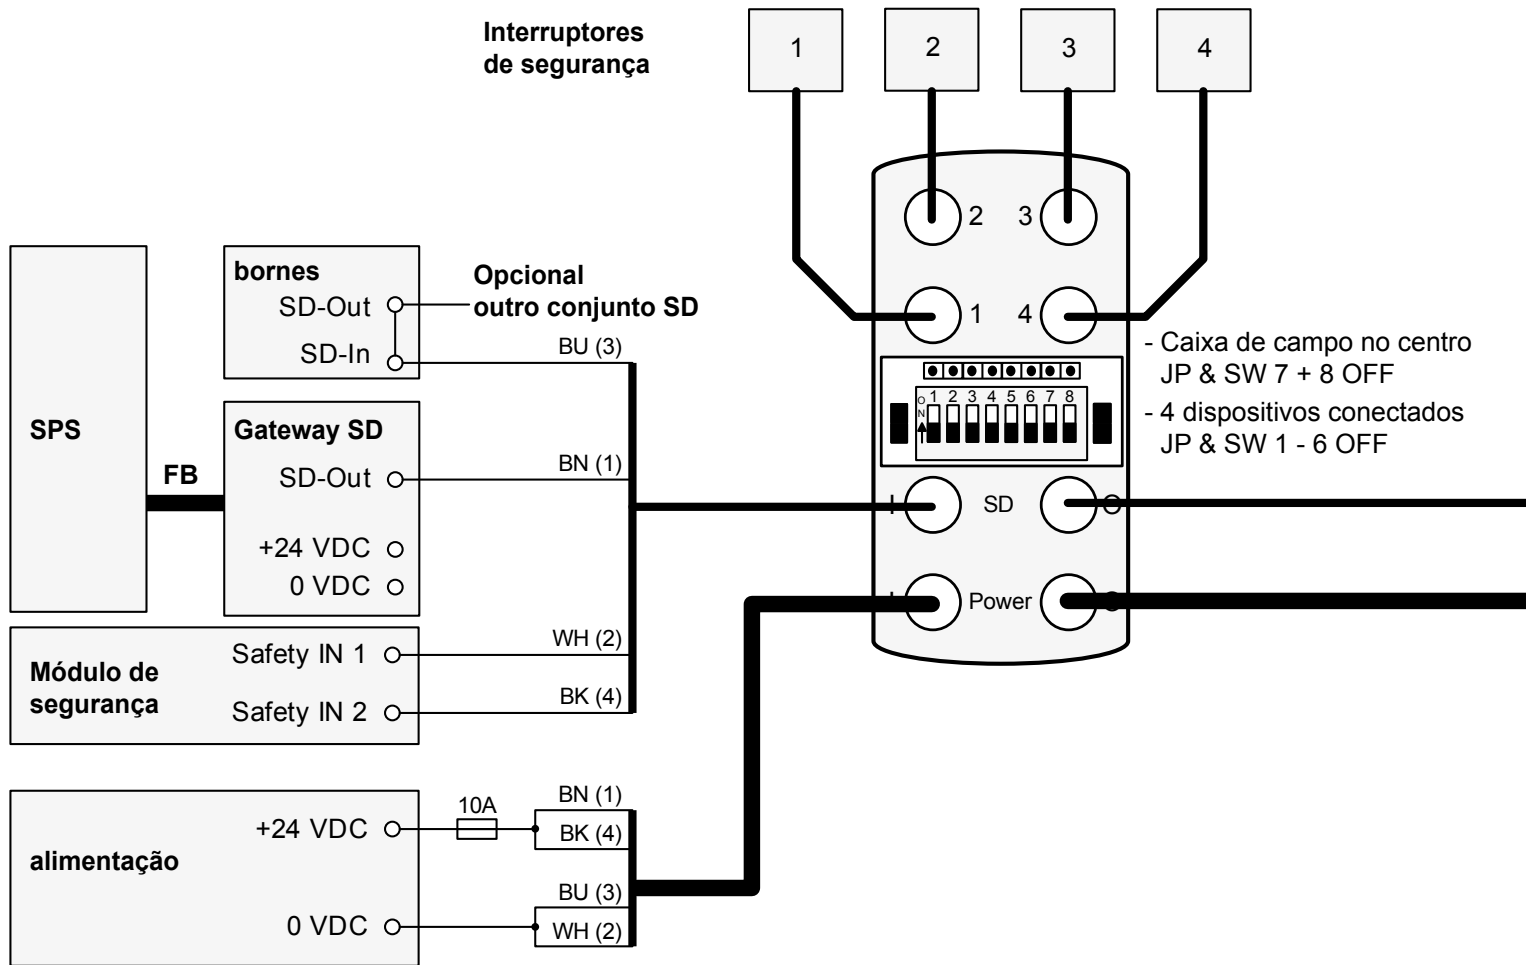 Interruptores
de segurança
1
2
3
4
2
3
1
4
bornes
SD-Out
SD-In
Opcional
outro conjunto SD
BU (3)
SPS
FB
Gateway SD
SD-Out
+24 VDC
0 VDC
BN (1)
Módulo de
segurança
Safety IN 1
Safety IN 2
WH (2)
BK (4)
alimentação
+24 VDC
0 VDC
10A
BN (1)
BK (4)
BU (3)
WH (2)
O
N
1 2 3 4 5 6 7 8
- Caixa de campo no centro
JP & SW 7 + 8 OFF
- 4 dispositivos conectados
JP & SW 1 - 6 OFF
I SD O
I Power O